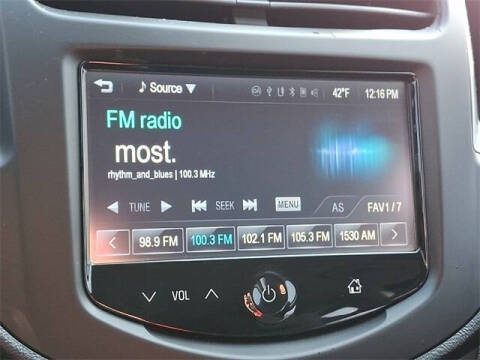 ♪ Source ▼ 42°F 12:16 PM
FM radio
most.
rhythm_and_blues | 100.3 MHz
◄ TUNE ► SEEK MENU AS FAV1 / 7
98.9 FM 100.3 FM 102.1 FM 105.3 FM 1530 AM
VOL